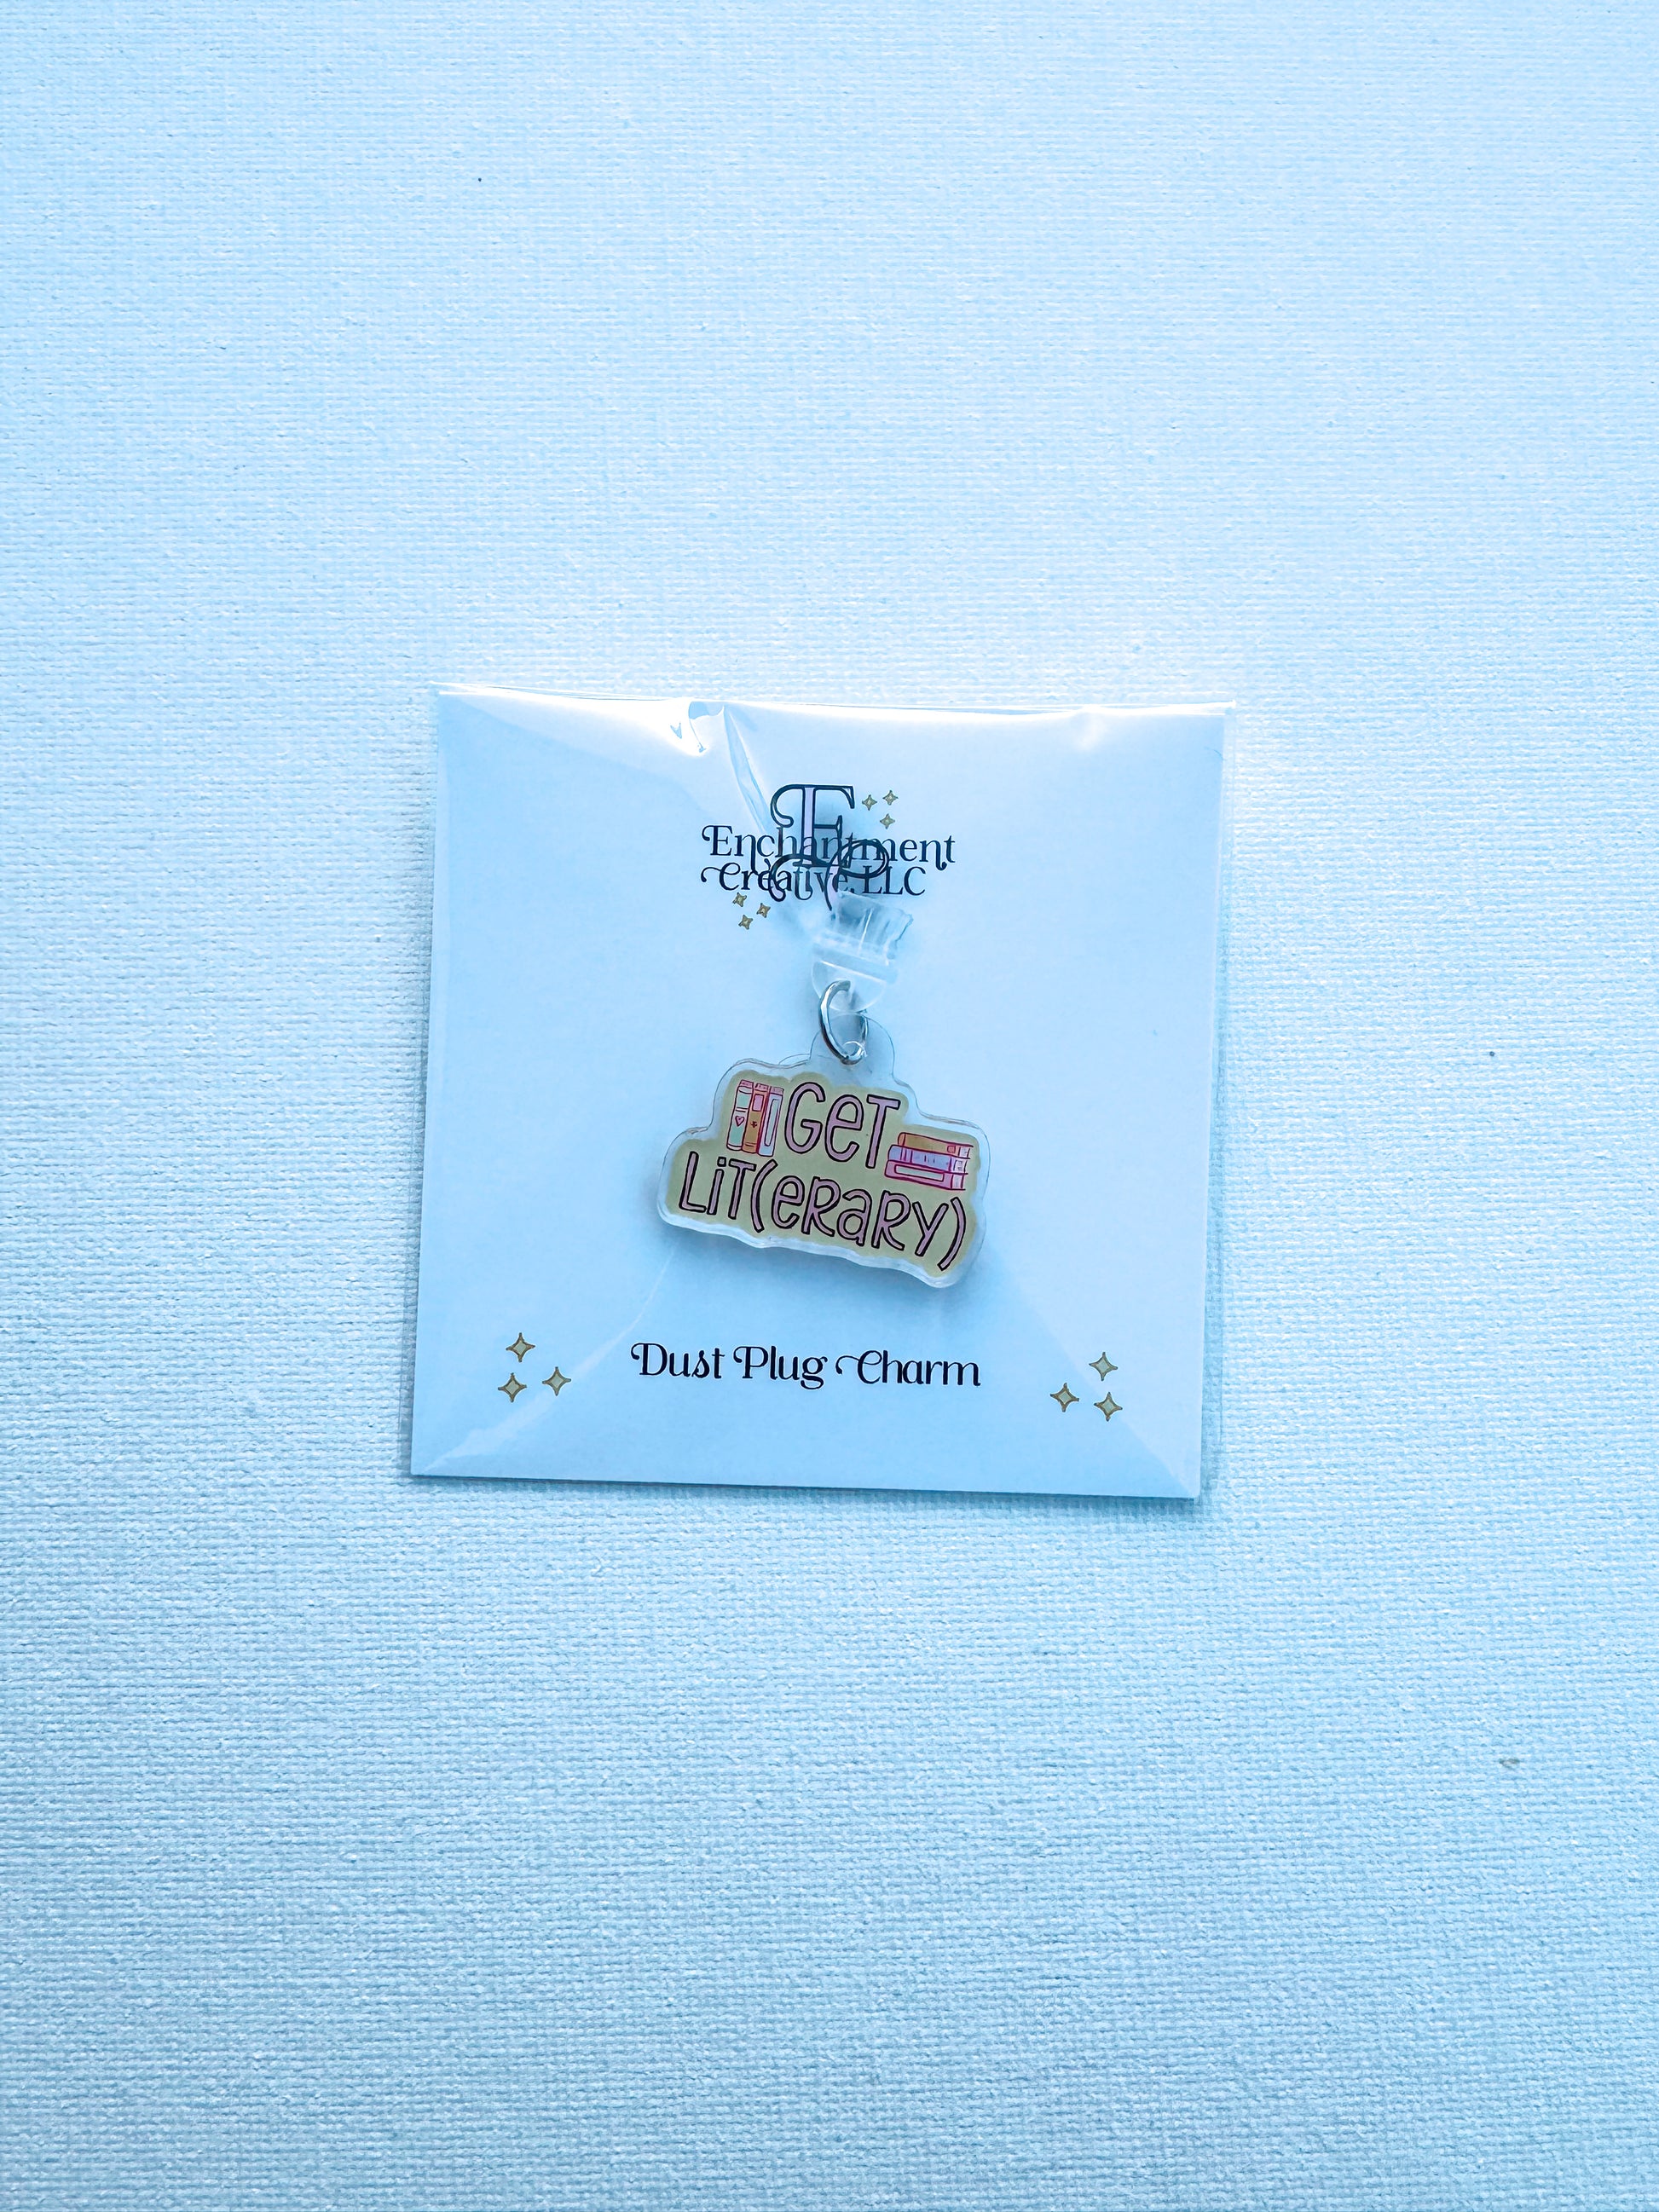 E
Enchantment
Creative, LLC
GET
LiT(eRaRy)
Dust Plug Charm